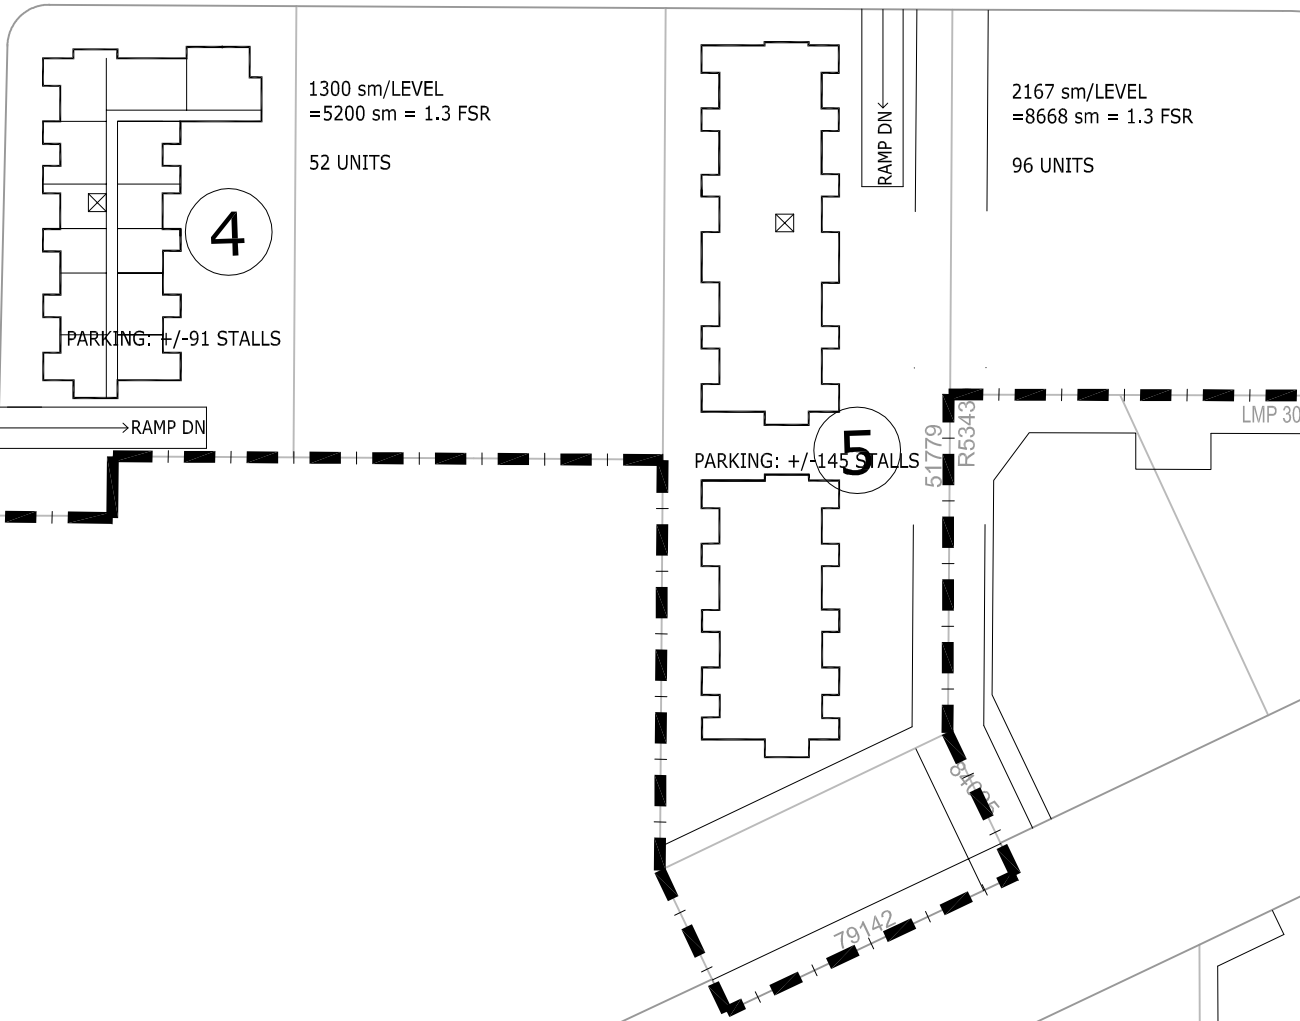 1300 sm/LEVEL
=5200 sm = 1.3 FSR
52 UNITS
2167 sm/LEVEL
=8668 sm = 1.3 FSR
96 UNITS
RAMP DN
4
PARKING: +/-91 STALLS
RAMP DN
5
PARKING: +/-145 STALLS
51779
R5343
LMP 30
79142